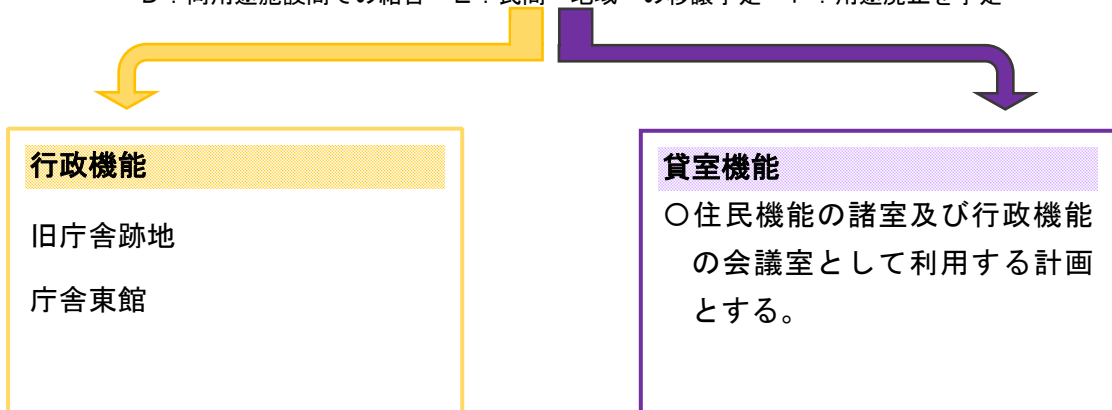 行政機能
旧庁舎跡地
庁舎東館
貸室機能
〇住民機能の諸室及び行政機能
の会議室として利用する計画
とする。